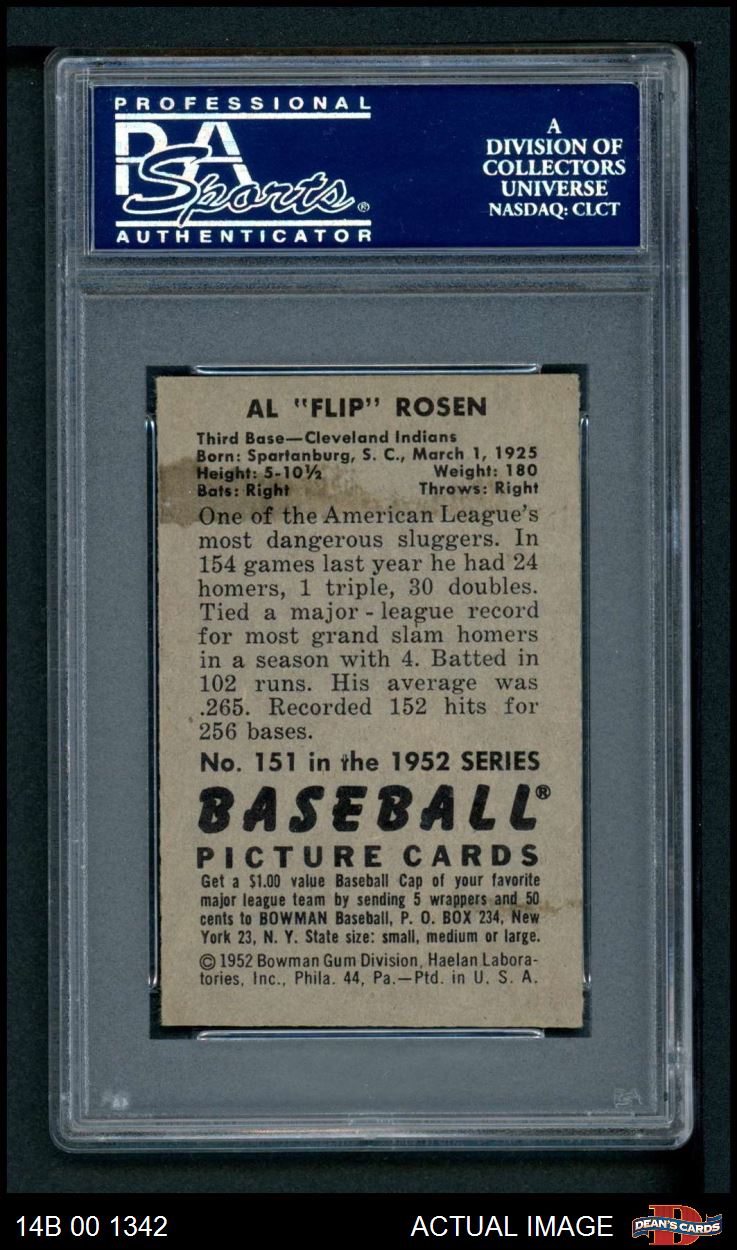 PROFESSIONAL
PSA
Sports®
AUTHENTICATOR
A
DIVISION OF
COLLECTORS
UNIVERSE
NASDAQ: CLCT
AL "FLIP" ROSEN
Third Base—Cleveland Indians
Born: Spartanburg, S. C., March 1, 1925
Height: 5-10½ Weight: 180
Bats: Right Throws: Right
One of the American League's
most dangerous sluggers. In
154 games last year he had 24
homers, 1 triple, 30 doubles.
Tied a major-league record
for most grand slam homers
in a season with 4. Batted in
102 runs. His average was
.265. Recorded 152 hits for
256 bases.
No. 151 in the 1952 SERIES
BASEBALL®
PICTURE CARDS
Get a $1.00 value Baseball Cap of your favorite
major league team by sending 5 wrappers and 50
cents to BOWMAN Baseball, P. O. BOX 234, New
York 23, N. Y. State size: small, medium or large.
© 1952 Bowman Gum Division, Haelan Labora-
tories, Inc., Phila. 44, Pa.—Ptd. in U. S. A.
14B 00 1342
ACTUAL IMAGE
DEAN'S CARDS